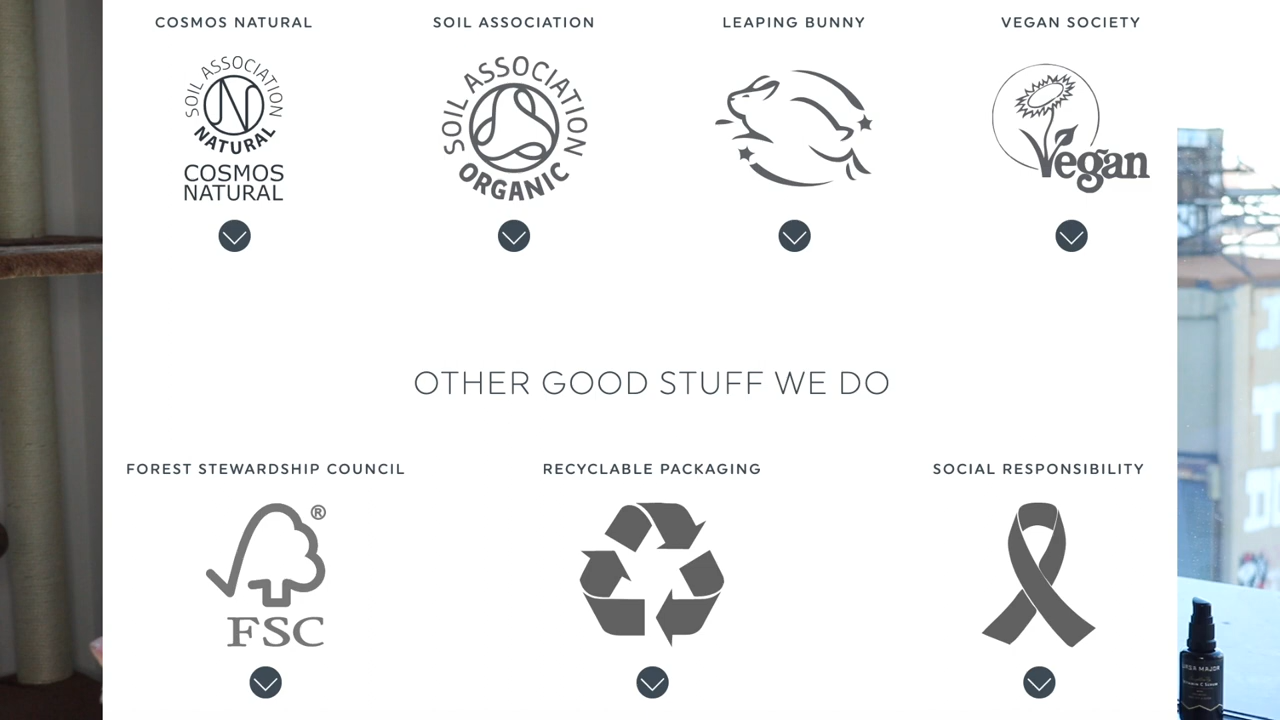 COSMOS NATURAL
SOIL ASSOCIATION
LEAPING BUNNY
VEGAN SOCIETY
SOIL ASSOCIATION
NATURAL
COSMOS
NATURAL
SOIL ASSOCIATION
ORGANIC
Vegan
OTHER GOOD STUFF WE DO
FOREST STEWARDSHIP COUNCIL
RECYCLABLE PACKAGING
SOCIAL RESPONSIBILITY
®
FSC
MAJOR